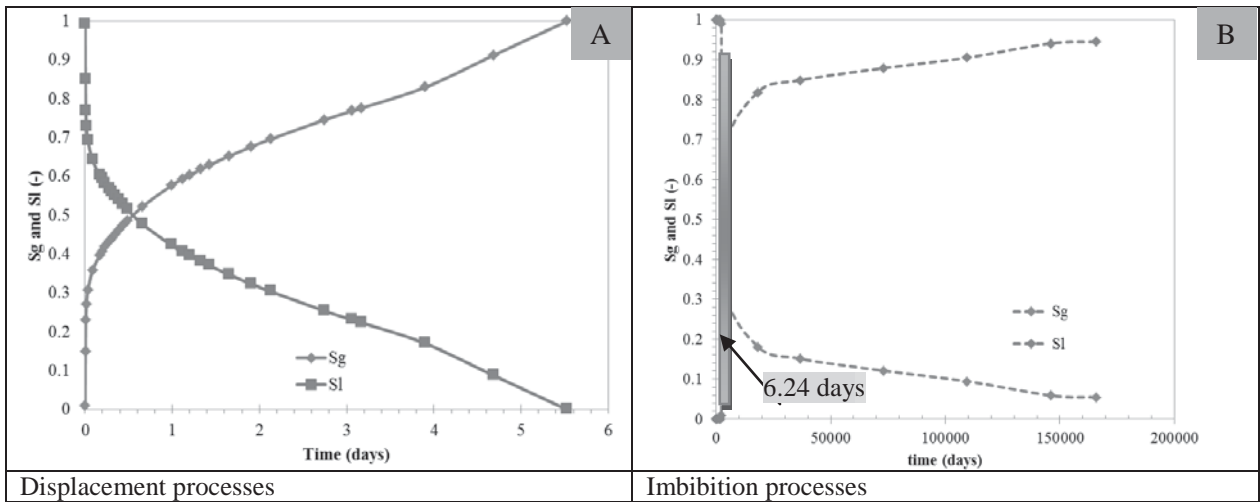 A
Sg and Sl (-)
1
0.9
0.8
0.7
0.6
0.5
0.4
0.3
0.2
0.1
0
Sg
Sl
0 1 2 3 4 5 6
Time (days)
Displacement processes
B
Sg and Sl (-)
1
0.9
0.8
0.7
0.6
0.5
0.4
0.3
0.2
0.1
0
Sg
Sl
6.24 days
0 50000 100000 150000 200000
time (days)
Imbibition processes